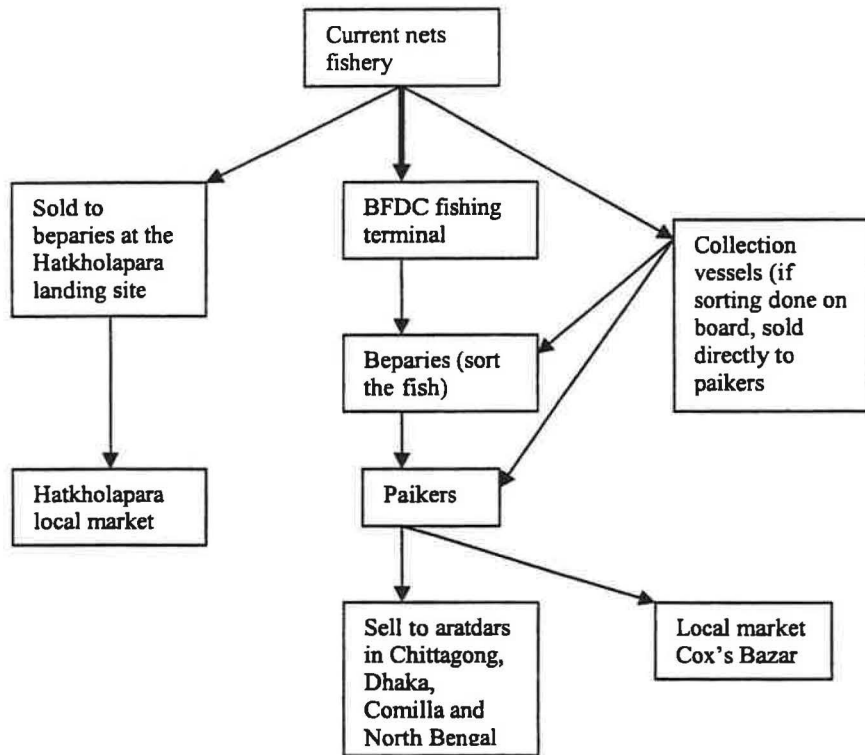 Current nets
fishery
Sold to
beparies at the
Hatkholapara
landing site
BFDC fishing
terminal
Collection
vessels (if
sorting done on
board, sold
directly to
paikers
Beparies (sort
the fish)
Hatkholapara
local market
Paikers
Sell to aratdars
in Chittagong,
Dhaka,
Comilla and
North Bengal
Local market
Cox's Bazar